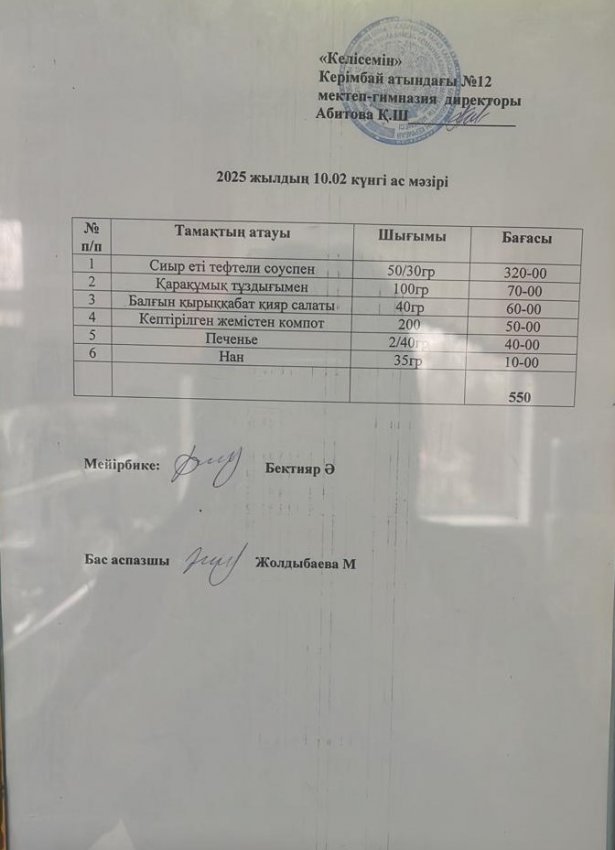 «Келісемін»
Керімбай атындағы №12
мектеп-гимназия директоры
Абитова Қ.Ш
2025 жылдың 10.02 күнгі ас мәзірі
№ п/п Тамақтың атауы Шығымы Бағасы
1 Сиыр еті тефтели соуспен 50/30гр 320-00
2 Қарақұмық тұздығымен 100гр 70-00
3 Балғын қырыққабат қияр салаты 40гр 60-00
4 Кептірілген жемістен компот 200 50-00
5 Печенье 2/40гр 40-00
6 Нан 35гр 10-00
550
Мейірбике: Бектияр Ә
Бас аспазшы Жолдыбаева М